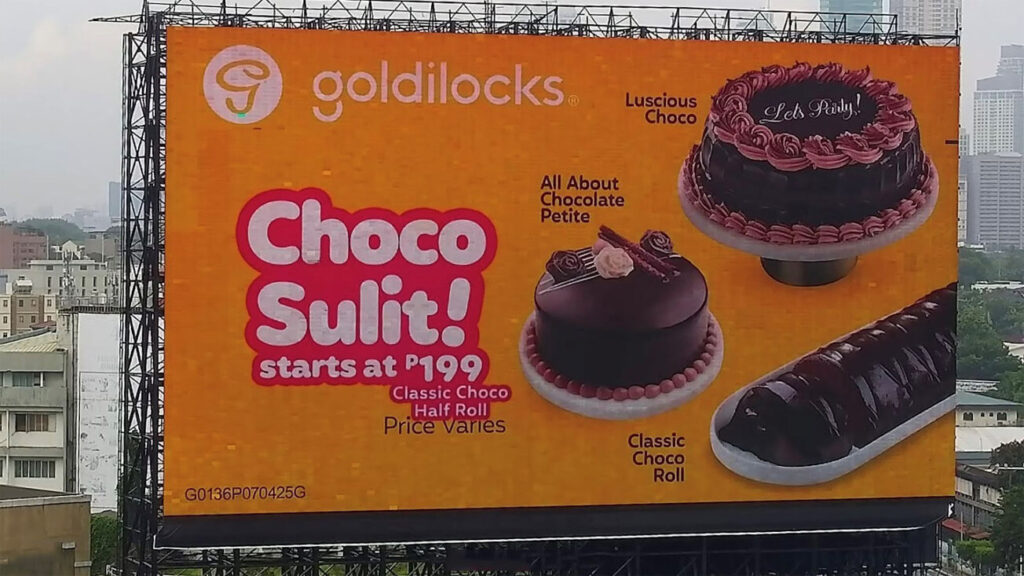 goldilocks®
Luscious
Choco
Let's Party!
All About
Chocolate
Petite
Choco
Sulit!
starts at ₱199
Classic Choco
Half Roll
Price Varies
Classic
Choco
Roll
G0136P070425G